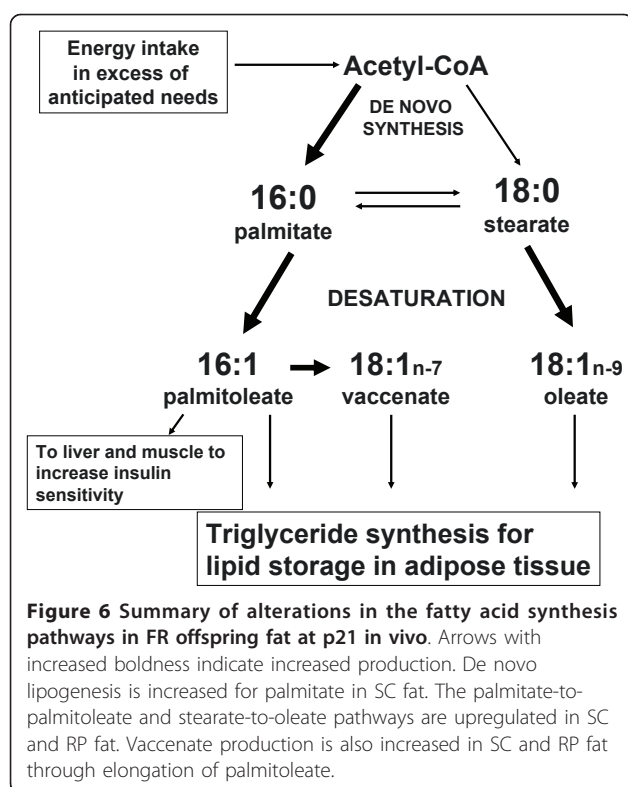 Energy intake
in excess of
anticipated needs
Acetyl-CoA
DE NOVO
SYNTHESIS
16:0
palmitate
18:0
stearate
DESATURATION
16:1
palmitoleate
18:1n-7
vaccenate
18:1n-9
oleate
To liver and muscle to
increase insulin
sensitivity
Triglyceride synthesis for
lipid storage in adipose tissue
Figure 6 Summary of alterations in the fatty acid synthesis
pathways in FR offspring fat at p21 in vivo. Arrows with
increased boldness indicate increased production. De novo
lipogenesis is increased for palmitate in SC fat. The palmitate-to-
palmitoleate and stearate-to-oleate pathways are upregulated in SC
and RP fat. Vaccenate production is also increased in SC and RP fat
through elongation of palmitoleate.